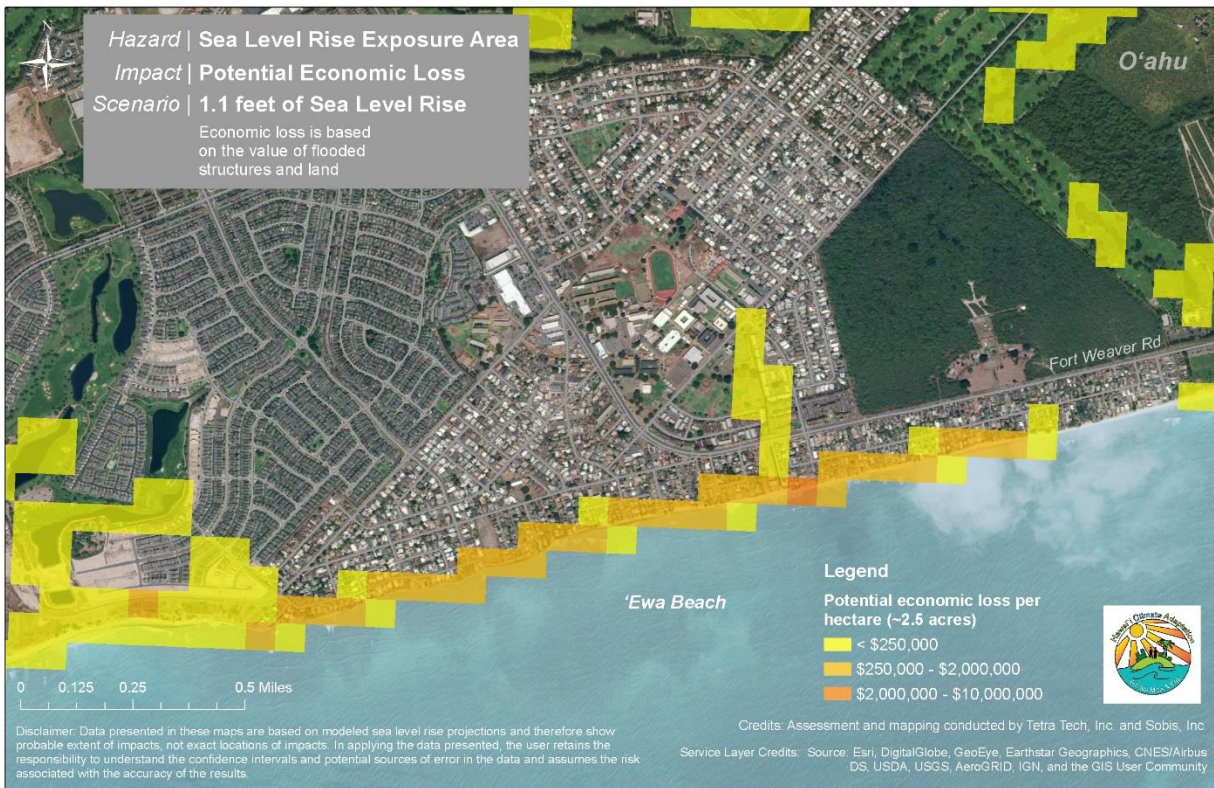 Hazard | Sea Level Rise Exposure Area
Impact | Potential Economic Loss
Scenario | 1.1 feet of Sea Level Rise
Economic loss is based
on the value of flooded
structures and land
O'ahu
Fort Weaver Rd
'Ewa Beach
Legend
Potential economic loss per
hectare (~2.5 acres)
< $250,000
$250,000 - $2,000,000
$2,000,000 - $10,000,000
Hawai'i Climate Adaptation
0 0.125 0.25 0.5 Miles
Disclaimer: Data presented in these maps are based on modeled sea level rise projections and therefore show
probable extent of impacts, not exact locations of impacts. In applying the data presented, the user retains the
responsibility to understand the confidence intervals and potential sources of error in the data and assumes the risk
associated with the accuracy of the results.
Credits: Assessment and mapping conducted by Tetra Tech, Inc. and Sobis, Inc.
Service Layer Credits: Source: Esri, DigitalGlobe, GeoEye, Earthstar Geographics, CNES/Airbus
DS, USDA, USGS, AeroGRID, IGN, and the GIS User Community